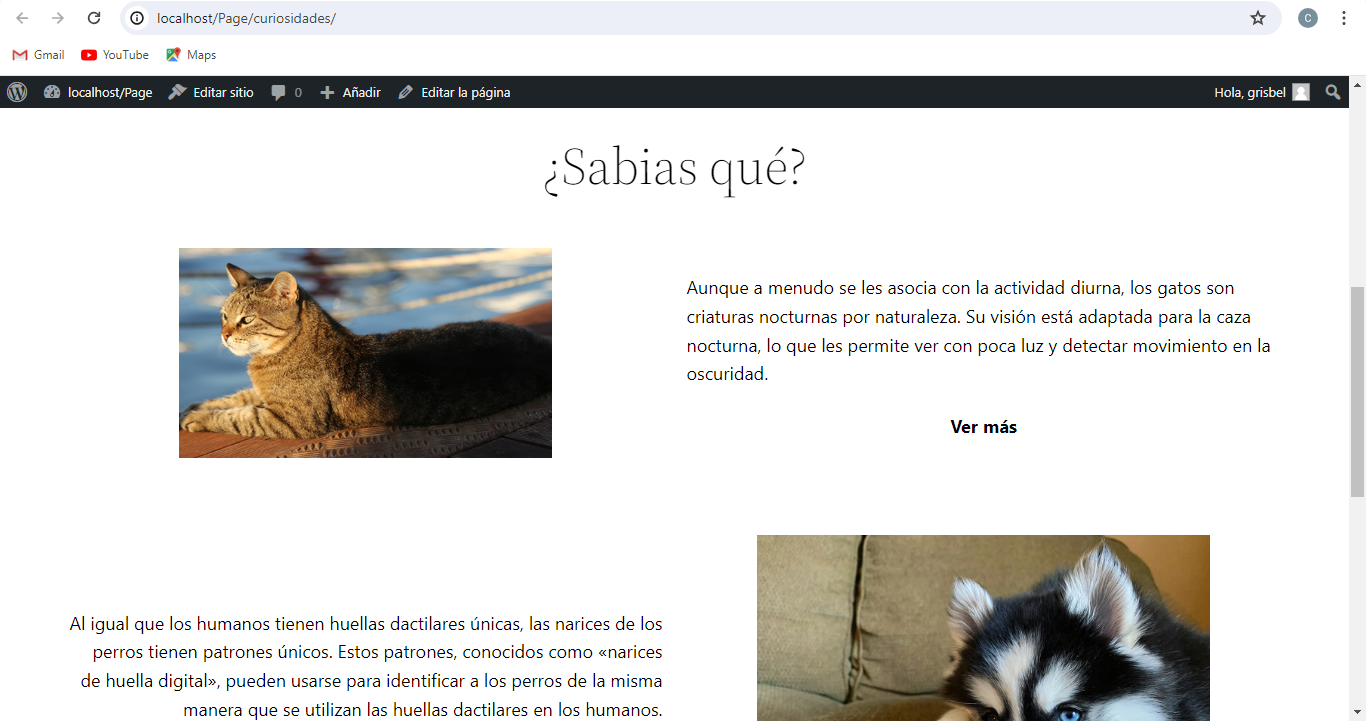 localhost/Page/curiosidades/
C
Gmail YouTube Maps
localhost/Page Editar sitio 0 Añadir Editar la página Hola, grisbel
¿Sabias qué?
Aunque a menudo se les asocia con la actividad diurna, los gatos son
criaturas nocturnas por naturaleza. Su visión está adaptada para la caza
nocturna, lo que les permite ver con poca luz y detectar movimiento en la
oscuridad.
Ver más
Al igual que los humanos tienen huellas dactilares únicas, las narices de los
perros tienen patrones únicos. Estos patrones, conocidos como «narices
de huella digital», pueden usarse para identificar a los perros de la misma
manera que se utilizan las huellas dactilares en los humanos.